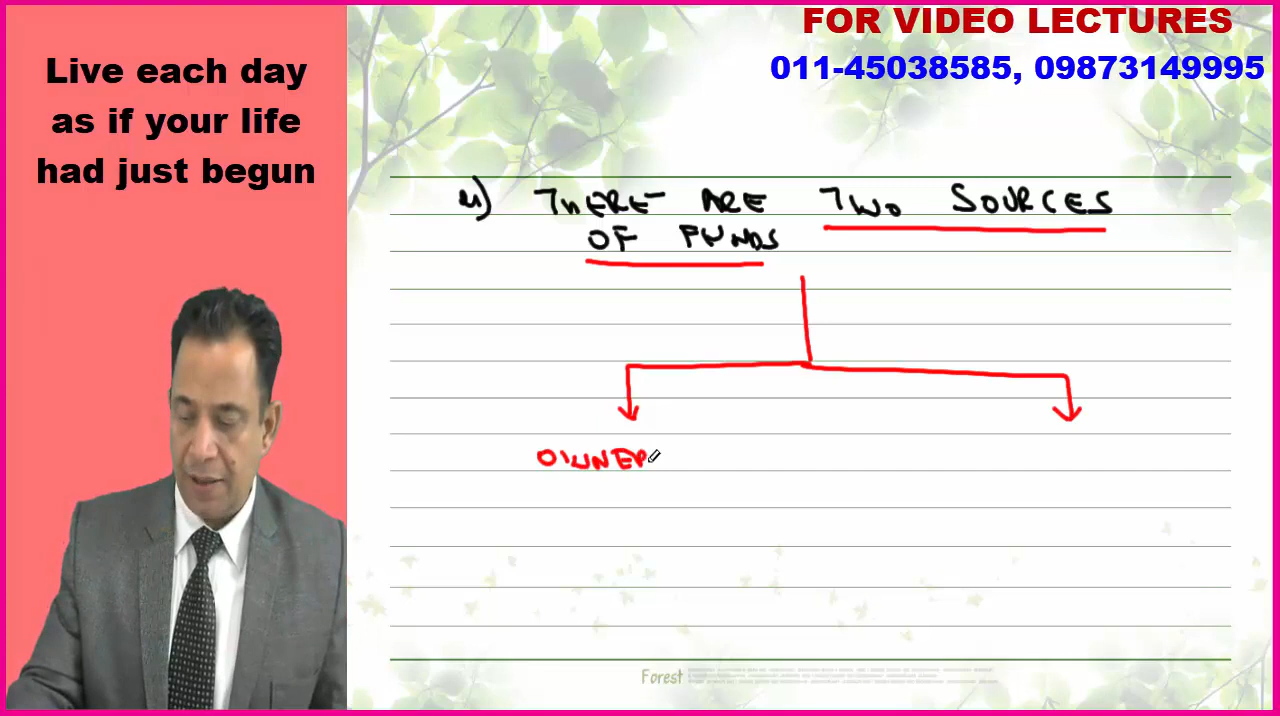 Live each day
as if your life
had just begun
FOR VIDEO LECTURES
011-45038585, 09873149995
THERE ARE TWO SOURCES
OF FUNDS
OWNER
Forest